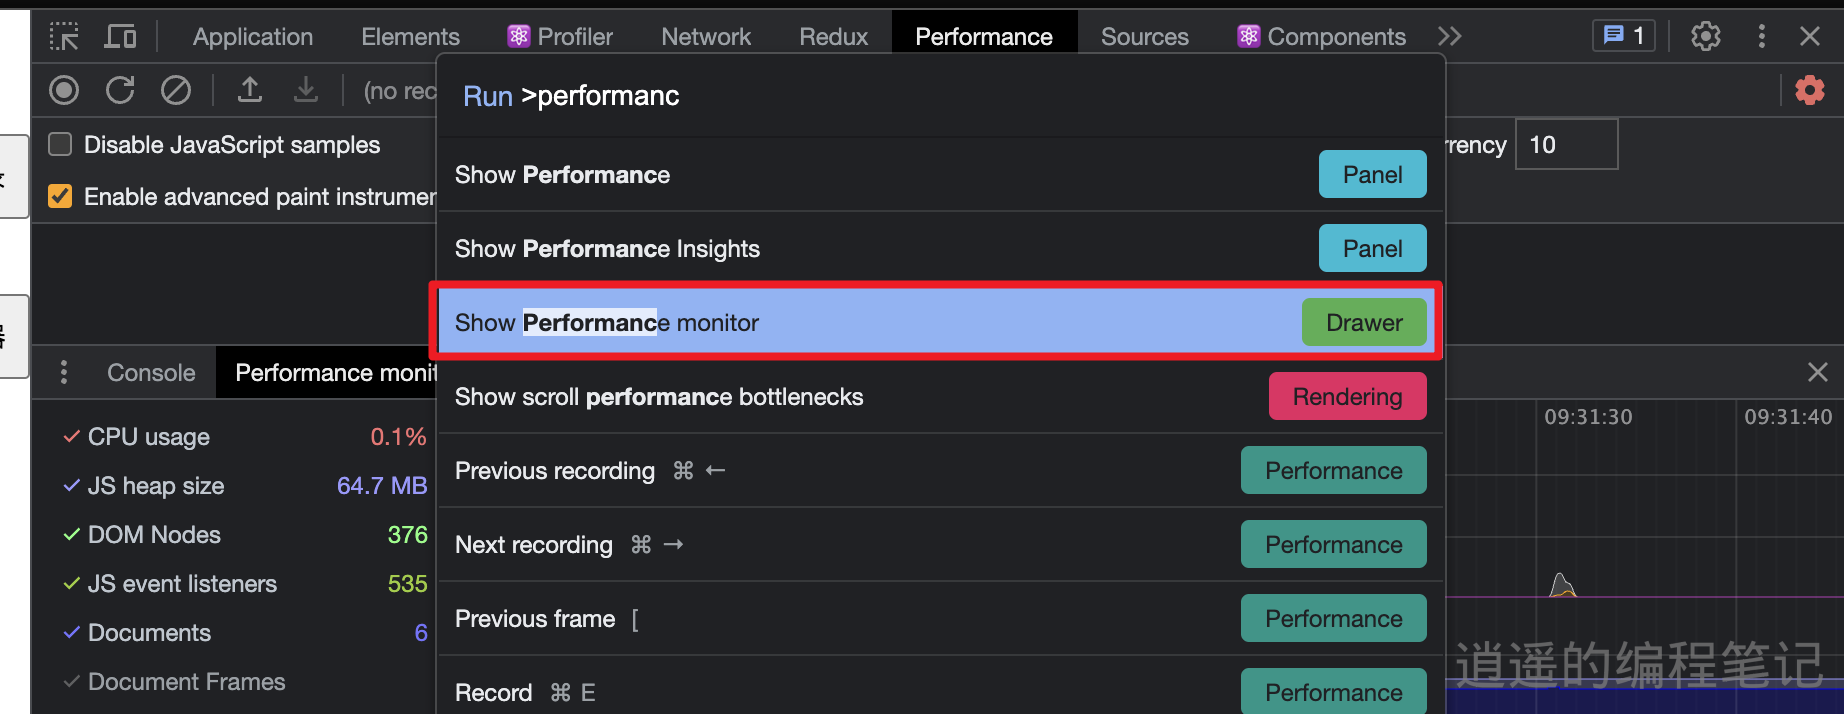 Application Elements Profiler Network Redux Performance Sources Components 1
(no rec
Run >performanc
Disable JavaScript samples
rrency 10
Enable advanced paint instrumen
Show Performance Panel
Show Performance Insights Panel
Show Performance monitor Drawer
Show scroll performance bottlenecks Rendering
Previous recording ⌘ ← Performance
Next recording ⌘ → Performance
Previous frame [ Performance
Record ⌘ E Performance
Console Performance monit
CPU usage 0.1%
JS heap size 64.7 MB
DOM Nodes 376
JS event listeners 535
Documents 6
Document Frames
09:31:30 09:31:40
逍遥的编程笔记